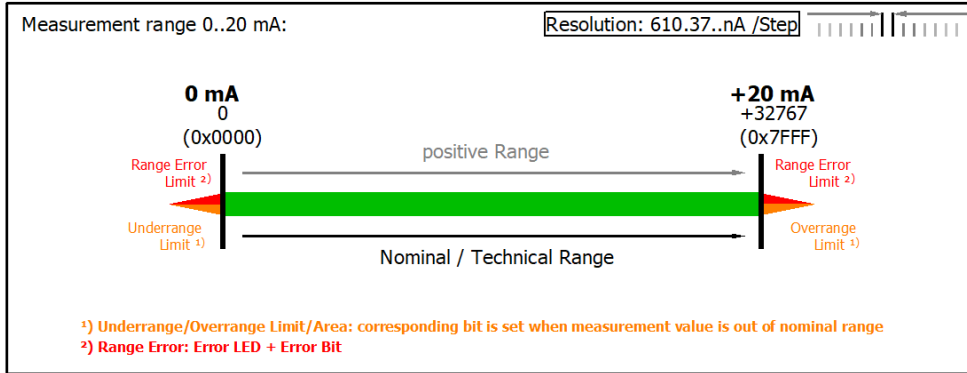 Measurement range 0..20 mA:
Resolution: 610.37..nA /Step
0 mA
0
(0x0000)
+20 mA
+32767
(0x7FFF)
positive Range
Range Error
Limit ²⁾
Range Error
Limit ²⁾
Underrange
Limit ¹⁾
Overrange
Limit ¹⁾
Nominal / Technical Range
¹) Underrange/Overrange Limit/Area: corresponding bit is set when measurement value is out of nominal range
²) Range Error: Error LED + Error Bit